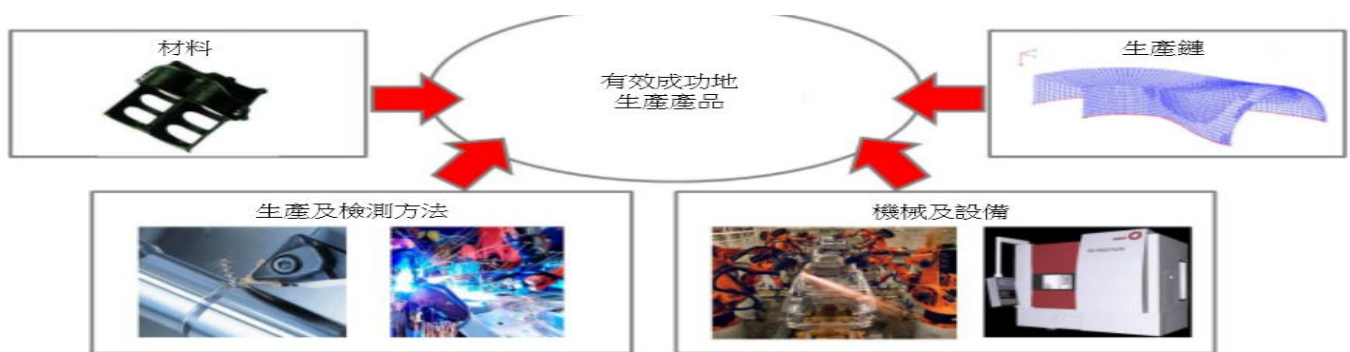 材料
有效成功地
生產產品
生產鏈
生產及檢測方法
機械及設備